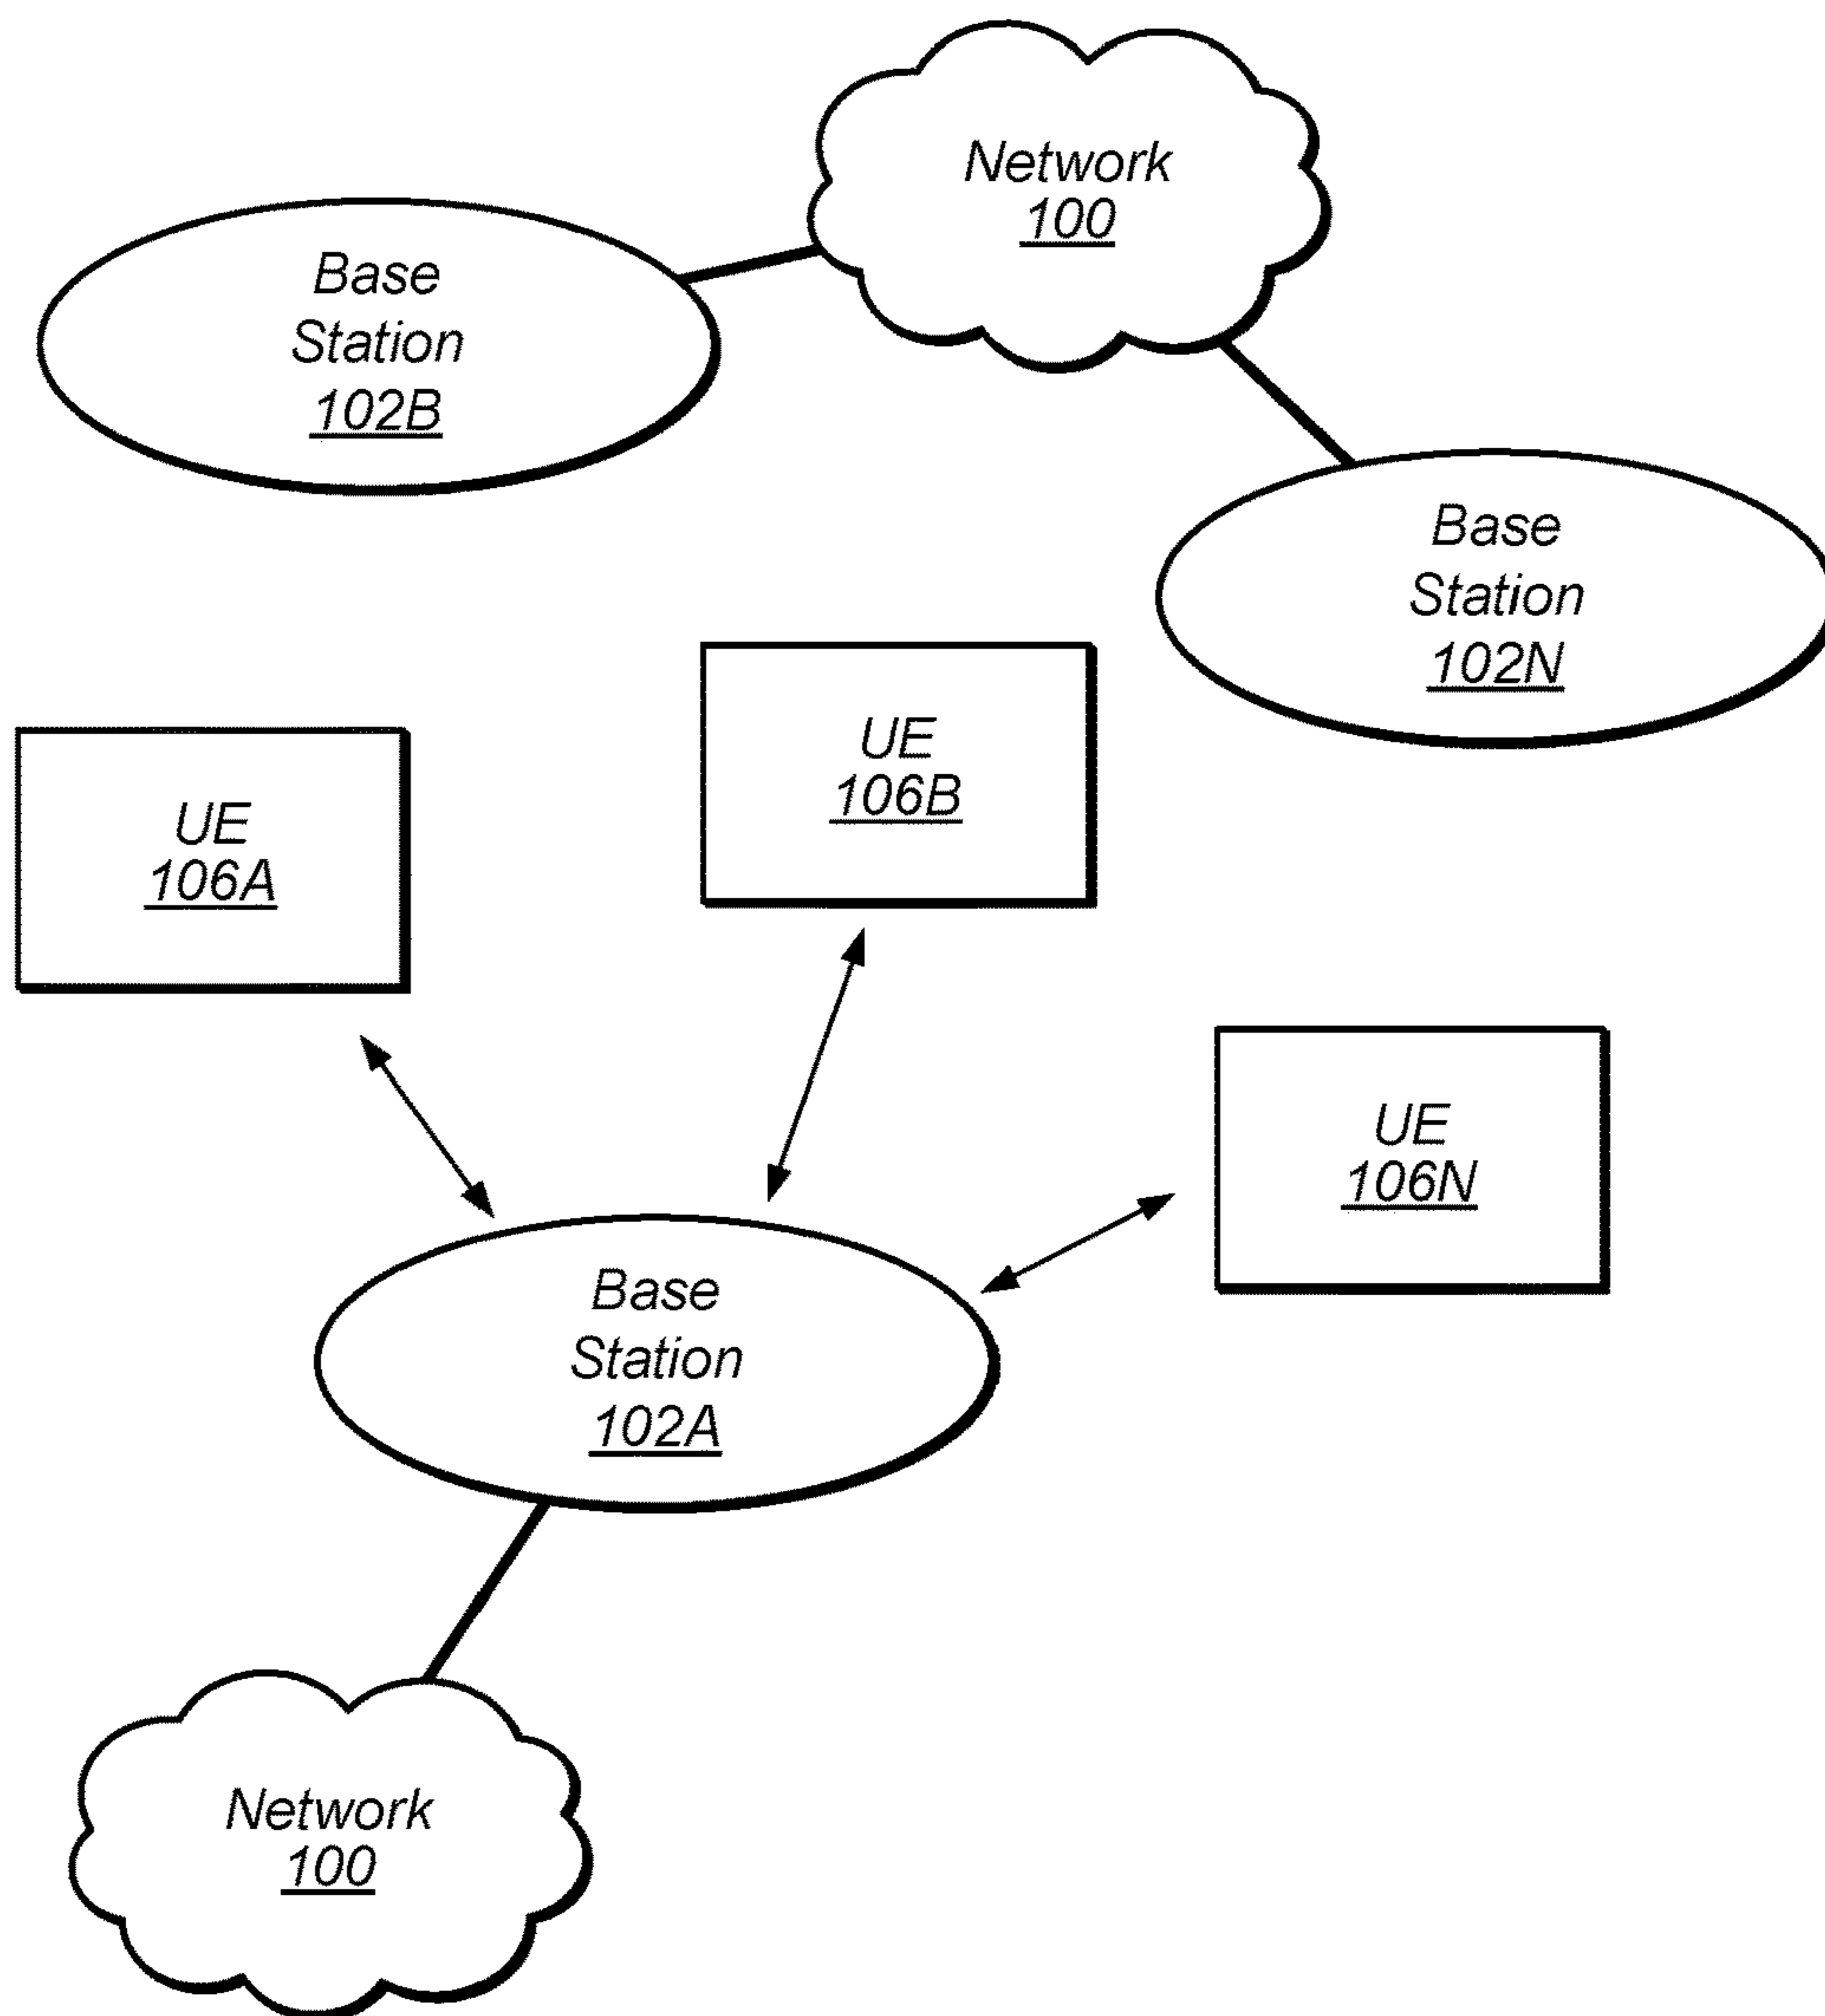 Network
100
Base
Station
102B
Base
Station
102N
UE
106B
UE
106A
UE
106N
Base
Station
102A
Network
100